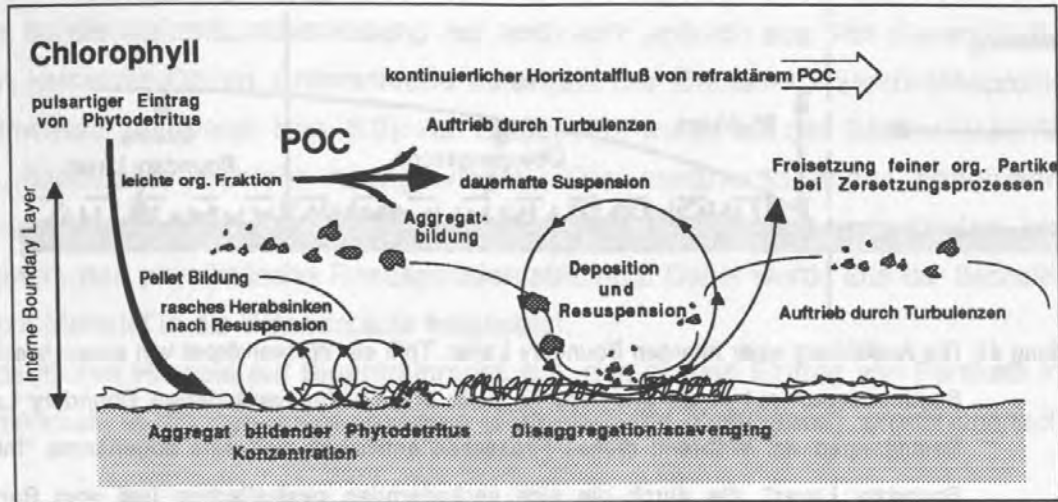 Chlorophyll
pulsartiger Eintrag
von Phytodetritus
kontinuierlicher Horizontalfluß von refraktärem POC
POC
Auftrieb durch Turbulenzen
leichte org. Fraktion
dauerhafte Suspension
Aggregat-
bildung
Freisetzung feiner org. Partikel
bei Zersetzungsprozessen
Interne Boundary Layer
Pellet Bildung
rasches Herabsinken
nach Resuspension
Deposition
und
Resuspension
Auftrieb durch Turbulenzen
Aggregat bildender Phytodetritus
Konzentration
Disaggregation/scavenging